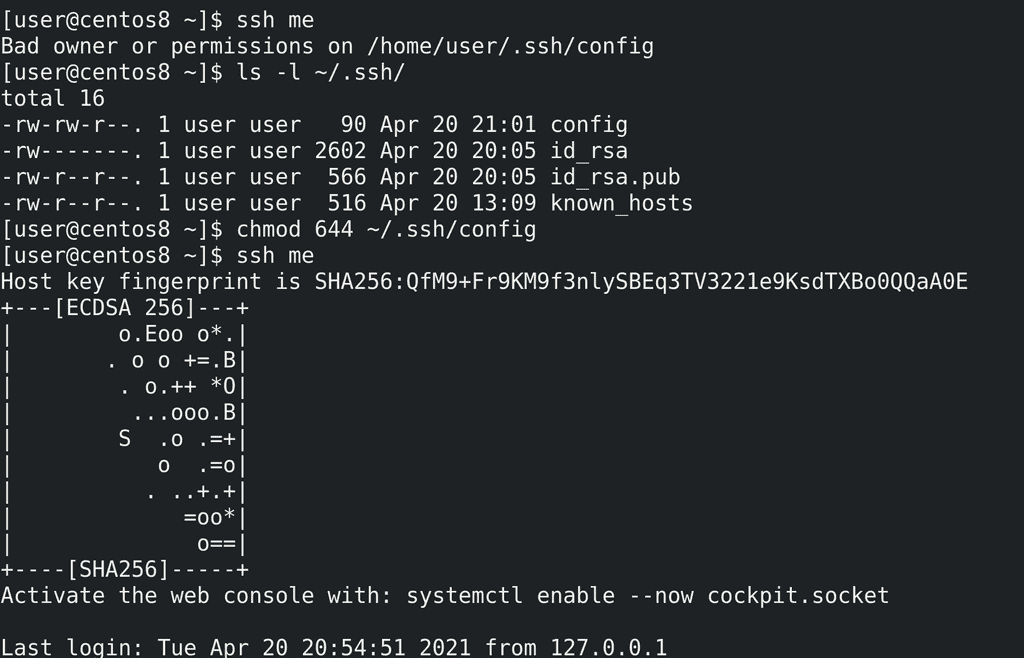 [user@centos8 ~]$ ssh me
Bad owner or permissions on /home/user/.ssh/config
[user@centos8 ~]$ ls -l ~/.ssh/
total 16
-rw-rw-r--. 1 user user   90 Apr 20 21:01 config
-rw-------. 1 user user 2602 Apr 20 20:05 id_rsa
-rw-r--r--. 1 user user  566 Apr 20 20:05 id_rsa.pub
-rw-r--r--. 1 user user  516 Apr 20 13:09 known_hosts
[user@centos8 ~]$ chmod 644 ~/.ssh/config
[user@centos8 ~]$ ssh me
Host key fingerprint is SHA256:QfM9+Fr9KM9f3nlySBEq3TV3221e9KsdTXBo0QQaA0E
+---[ECDSA 256]---+
|        o.Eoo o*.|
|       . o o +=.B|
|        . o.++ *O|
|         ...ooo.B|
|        S  .o .=+|
|           o  .=o|
|          . ..+.+|
|             =oo*|
|              o==|
+----[SHA256]-----+
Activate the web console with: systemctl enable --now cockpit.socket

Last login: Tue Apr 20 20:54:51 2021 from 127.0.0.1